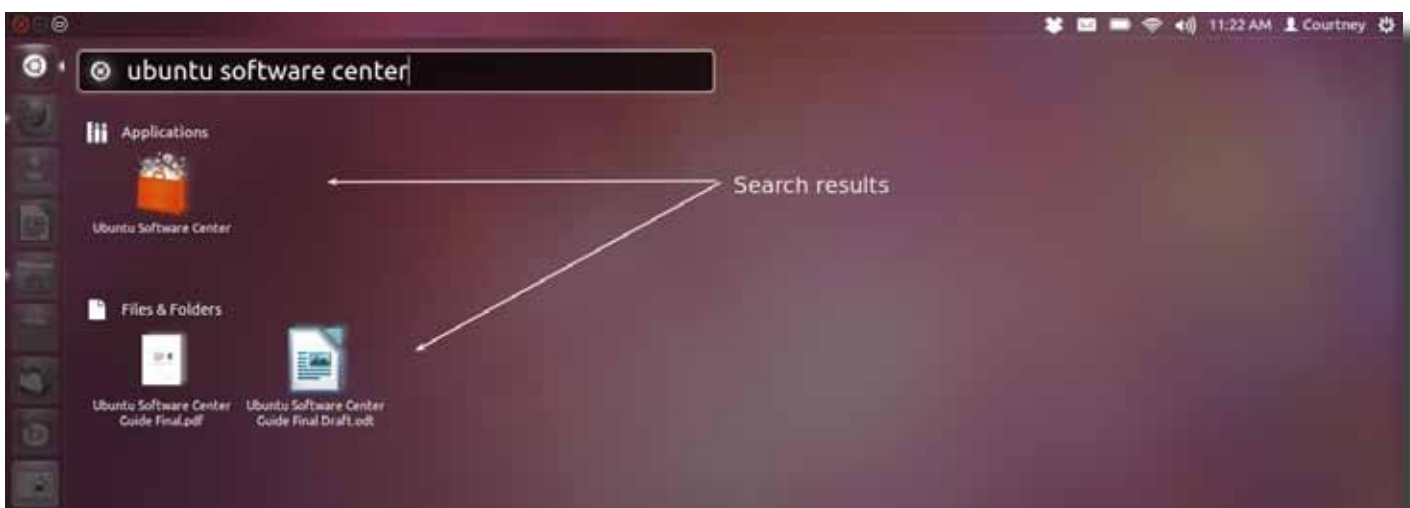 11:22 AM Courtney
ubuntu software center
Applications
Ubuntu Software Center
Search results
Files & Folders
Ubuntu Software Center
Guide Final.pdf
Ubuntu Software Center
Guide Final Draft.odt